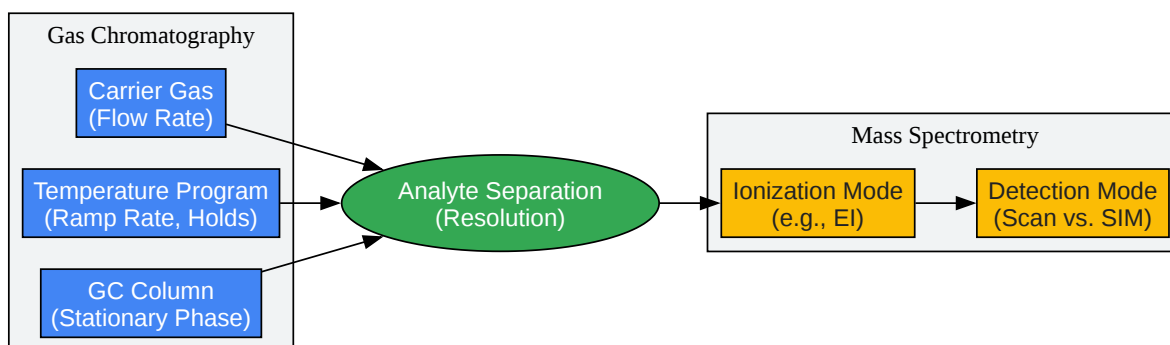 Gas Chromatography
Carrier Gas
(Flow Rate)
Temperature Program
(Ramp Rate, Holds)
GC Column
(Stationary Phase)
Analyte Separation
(Resolution)
Mass Spectrometry
Ionization Mode
(e.g., EI)
Detection Mode
(Scan vs. SIM)